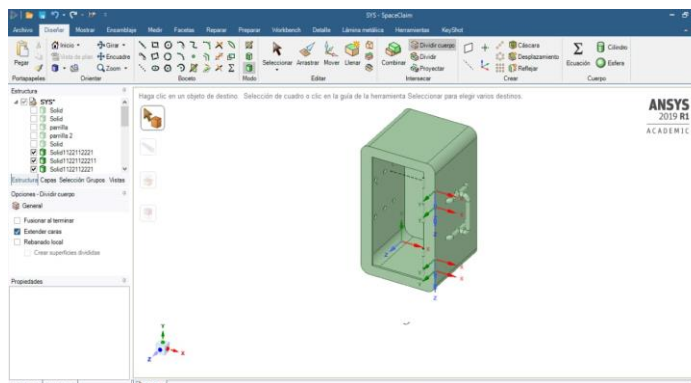 SYS - SpaceClaim
Archivo Diseñar Mostrar Ensamblaje Medir Facetas Reparar Preparar Workbench Detalle Lámina metálica Herramientas KeyShot
Pegar
Inicio
Vista de plan
Girar
Encuadre
Zoom
Seleccionar Arrastrar Mover Llenar
Combinar
Dividir cuerpo
Dividir
Proyectar
Cáscara
Desplazamiento
Reflejar
Ecuación
Cilindro
Esfera
Portapapeles Orientar Boceto Modo Editar Intersecar Crear Cuerpo
Estructura
SYS*
Solid
Solid
parrilla
parrilla 2
Solid
Solid1122112221
Solid11221122211
Solid1122112221
Estructura Capas Selección Grupos Vistas
Opciones - Dividir cuerpo
General
Fusionar al terminar
Extender caras
Rebanado local
Crear superficies divididas
Propiedades
Haga clic en un objeto de destino. Selección de cuadro o clic en la guía de la herramienta Seleccionar para elegir varios destinos.
ANSYS
2019 R1
ACADEMIC